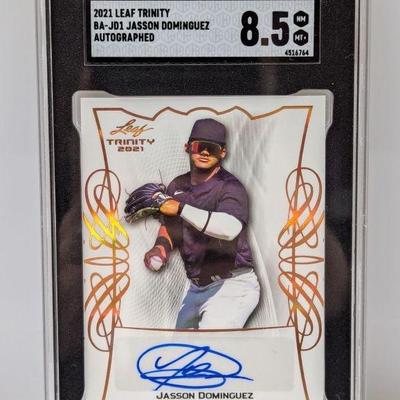 2021 LEAF TRINITY
BA-JD1 JASSON DOMINGUEZ
AUTOGRAPHED
8.5
NM
MT+
4516764
Leaf
TRINITY
2021
JASSON DOMINGUEZ